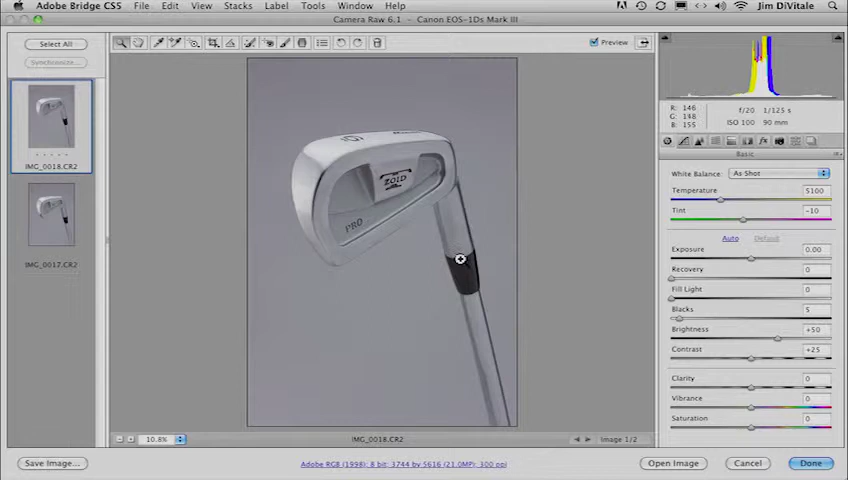 Adobe Bridge CS5 File Edit View Stacks Label Tools Window Help Jim DiVitale
Camera Raw 6.1 - Canon EOS-1Ds Mark III
Select All
Synchronize...
Preview
R: 146
G: 148
B: 155
f/20 1/125 s
ISO 100 90 mm
Basic
White Balance: As Shot
Temperature 5100
Tint -10
Auto Default
Exposure 0.00
Recovery 0
Fill Light 0
Blacks 5
Brightness +50
Contrast +25
Clarity 0
Vibrance 0
Saturation 0
IMG_0018.CR2
IMG_0017.CR2
ZOID
PRO
10.8% IMG_0018.CR2 Image 1/2
Save Image... Adobe RGB (1998); 8 bit; 3744 by 5616 (21.0MP); 300 ppi Open Image Cancel Done